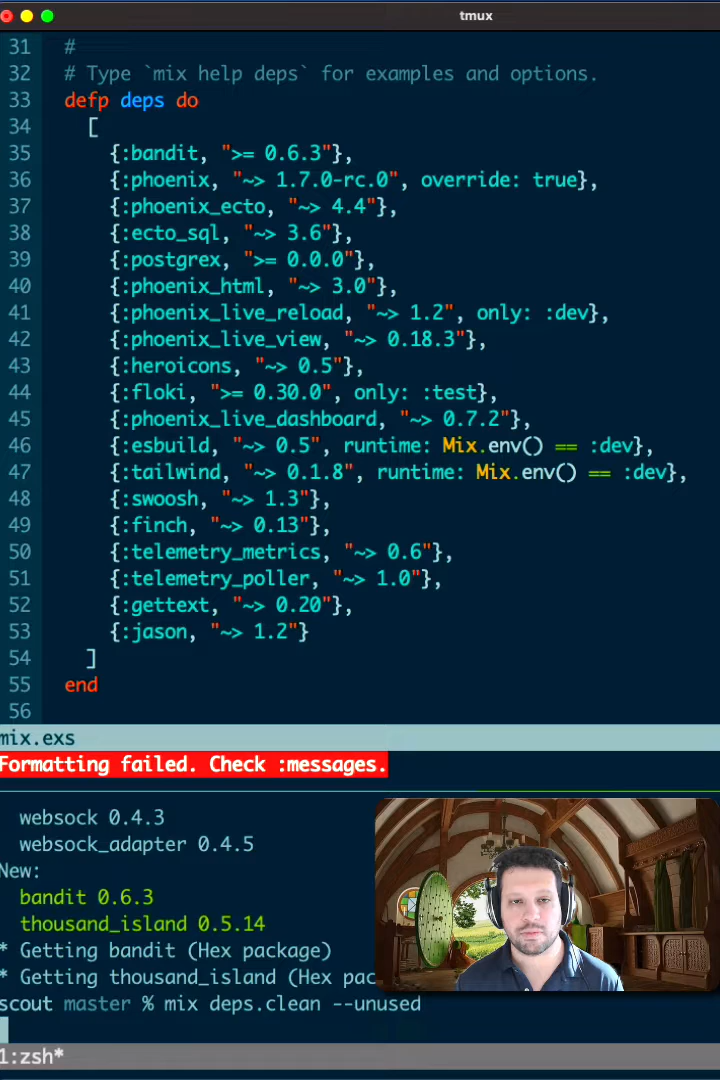 tmux
31 #
32 # Type `mix help deps` for examples and options.
33 defp deps do
34 [
35 {:bandit, ">= 0.6.3"},
36 {:phoenix, "~> 1.7.0-rc.0", override: true},
37 {:phoenix_ecto, "~> 4.4"},
38 {:ecto_sql, "~> 3.6"},
39 {:postgrex, ">= 0.0.0"},
40 {:phoenix_html, "~> 3.0"},
41 {:phoenix_live_reload, "~> 1.2", only: :dev},
42 {:phoenix_live_view, "~> 0.18.3"},
43 {:heroicons, "~> 0.5"},
44 {:floki, ">= 0.30.0", only: :test},
45 {:phoenix_live_dashboard, "~> 0.7.2"},
46 {:esbuild, "~> 0.5", runtime: Mix.env() == :dev},
47 {:tailwind, "~> 0.1.8", runtime: Mix.env() == :dev},
48 {:swoosh, "~> 1.3"},
49 {:finch, "~> 0.13"},
50 {:telemetry_metrics, "~> 0.6"},
51 {:telemetry_poller, "~> 1.0"},
52 {:gettext, "~> 0.20"},
53 {:jason, "~> 1.2"}
54 ]
55 end
56
mix.exs
Formatting failed. Check :messages.
websock 0.4.3
websock_adapter 0.4.5
New:
bandit 0.6.3
thousand_island 0.5.14
* Getting bandit (Hex package)
* Getting thousand_island (Hex pac
scout master % mix deps.clean --unused
1:zsh*